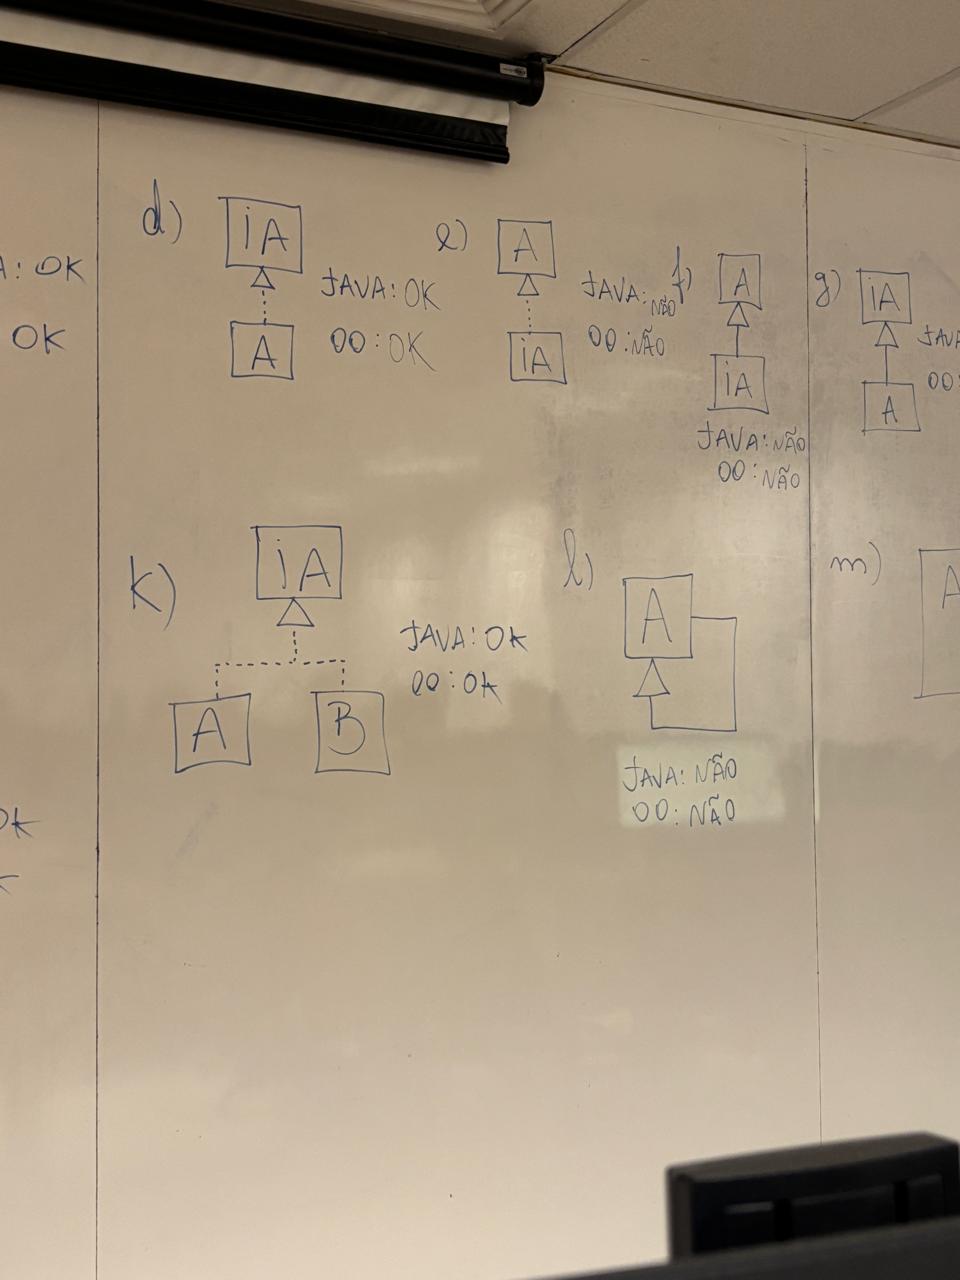 A: OK
OK
d)
iA
A
JAVA: OK
OO: OK
e)
A
iA
JAVA: NÃO
OO: NÃO
f)
A
iA
JAVA: NÃO
OO: NÃO
g)
iA
A
JAVA
OO:
k)
iA
A
B
JAVA: OK
OO: OK
l)
A
JAVA: NÃO
OO: NÃO
m)
A
OK